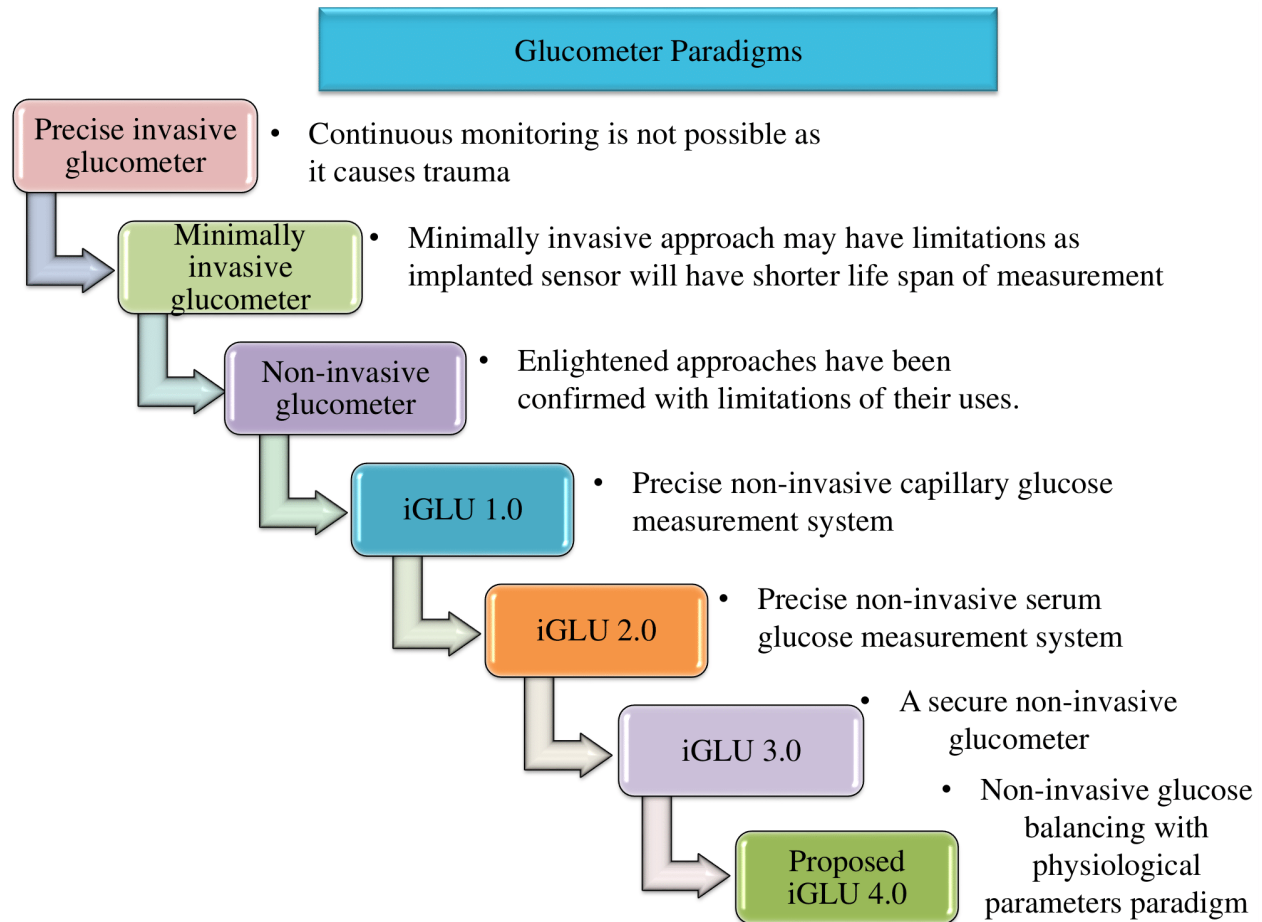 Glucometer Paradigms
Precise invasive
glucometer
• Continuous monitoring is not possible as
it causes trauma
Minimally
invasive
glucometer
• Minimally invasive approach may have limitations as
implanted sensor will have shorter life span of measurement
Non-invasive
glucometer
• Enlightened approaches have been
confirmed with limitations of their uses.
iGLU 1.0
• Precise non-invasive capillary glucose
measurement system
iGLU 2.0
• Precise non-invasive serum
glucose measurement system
iGLU 3.0
• A secure non-invasive
glucometer
Proposed
iGLU 4.0
• Non-invasive glucose
balancing with
physiological
parameters paradigm